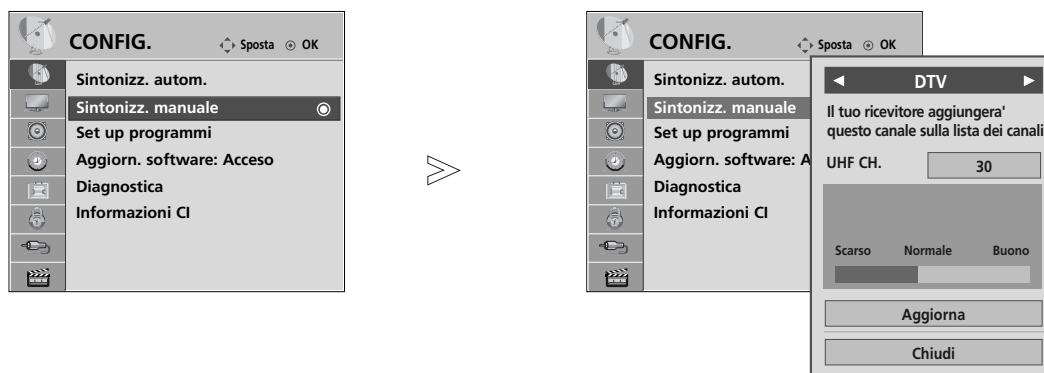 CONFIG. Sposta OK
Sintonizz. autom.
Sintonizz. manuale
Set up programmi
Aggiorn. software: Acceso
Diagnostica
Informazioni CI
CONFIG. Sposta OK
Sintonizz. autom.
Sintonizz. manuale
Set up programmi
Aggiorn. software: A
Diagnostica
Informazioni CI
DTV
Il tuo ricevitore aggiungera'
questo canale sulla lista dei canali
UHF CH. 30
Scarso Normale Buono
Aggiorna
Chiudi